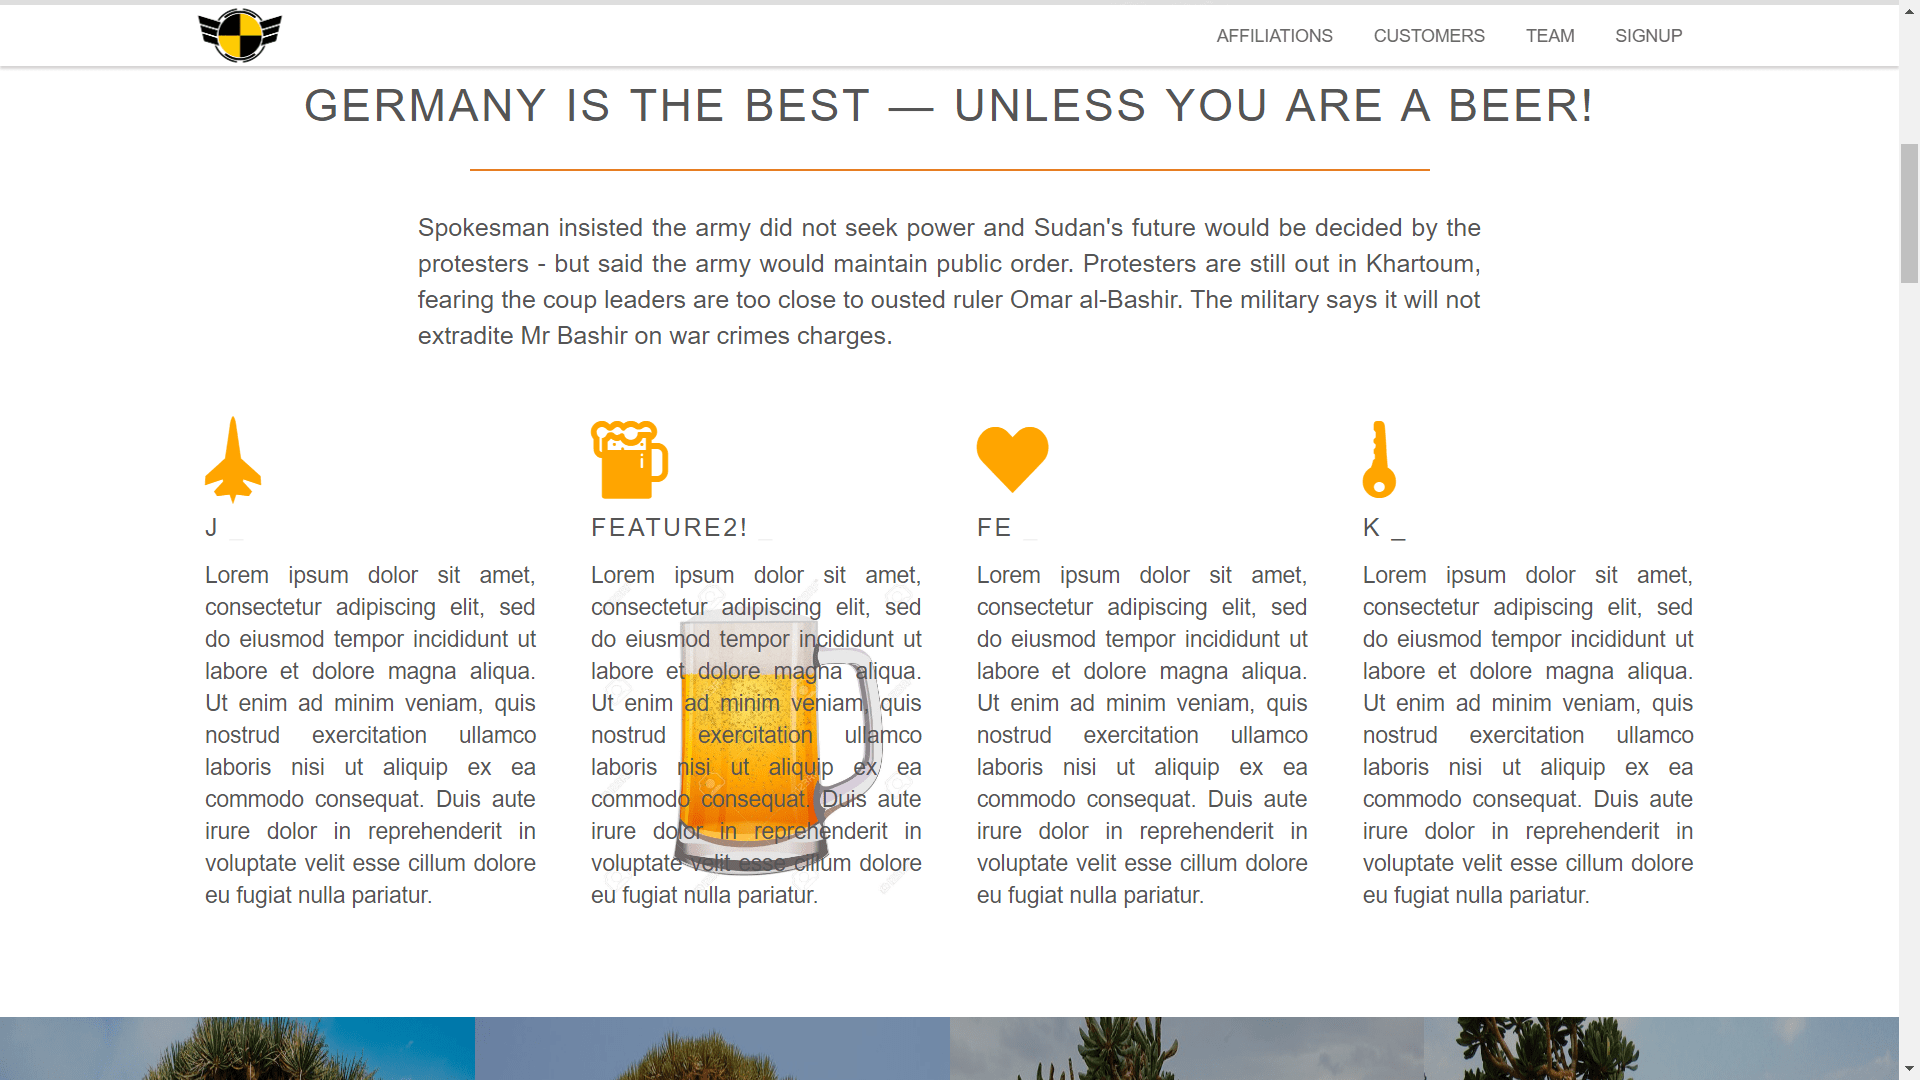 AFFILIATIONS CUSTOMERS TEAM SIGNUP
GERMANY IS THE BEST — UNLESS YOU ARE A BEER!
Spokesman insisted the army did not seek power and Sudan's future would be decided by the
protesters - but said the army would maintain public order. Protesters are still out in Khartoum,
fearing the coup leaders are too close to ousted ruler Omar al-Bashir. The military says it will not
extradite Mr Bashir on war crimes charges.
J _
Lorem ipsum dolor sit amet,
consectetur adipiscing elit, sed
do eiusmod tempor incididunt ut
labore et dolore magna aliqua.
Ut enim ad minim veniam, quis
nostrud exercitation ullamco
laboris nisi ut aliquip ex ea
commodo consequat. Duis aute
irure dolor in reprehenderit in
voluptate velit esse cillum dolore
eu fugiat nulla pariatur.
FEATURE2! _
Lorem ipsum dolor sit amet,
consectetur adipiscing elit, sed
do eiusmod tempor incididunt ut
labore et dolore magna aliqua.
Ut enim ad minim veniam, quis
nostrud exercitation ullamco
laboris nisi ut aliquip ex ea
commodo consequat. Duis aute
irure dolor in reprehenderit in
voluptate velit esse cillum dolore
eu fugiat nulla pariatur.
FE _
Lorem ipsum dolor sit amet,
consectetur adipiscing elit, sed
do eiusmod tempor incididunt ut
labore et dolore magna aliqua.
Ut enim ad minim veniam, quis
nostrud exercitation ullamco
laboris nisi ut aliquip ex ea
commodo consequat. Duis aute
irure dolor in reprehenderit in
voluptate velit esse cillum dolore
eu fugiat nulla pariatur.
K _
Lorem ipsum dolor sit amet,
consectetur adipiscing elit, sed
do eiusmod tempor incididunt ut
labore et dolore magna aliqua.
Ut enim ad minim veniam, quis
nostrud exercitation ullamco
laboris nisi ut aliquip ex ea
commodo consequat. Duis aute
irure dolor in reprehenderit in
voluptate velit esse cillum dolore
eu fugiat nulla pariatur.